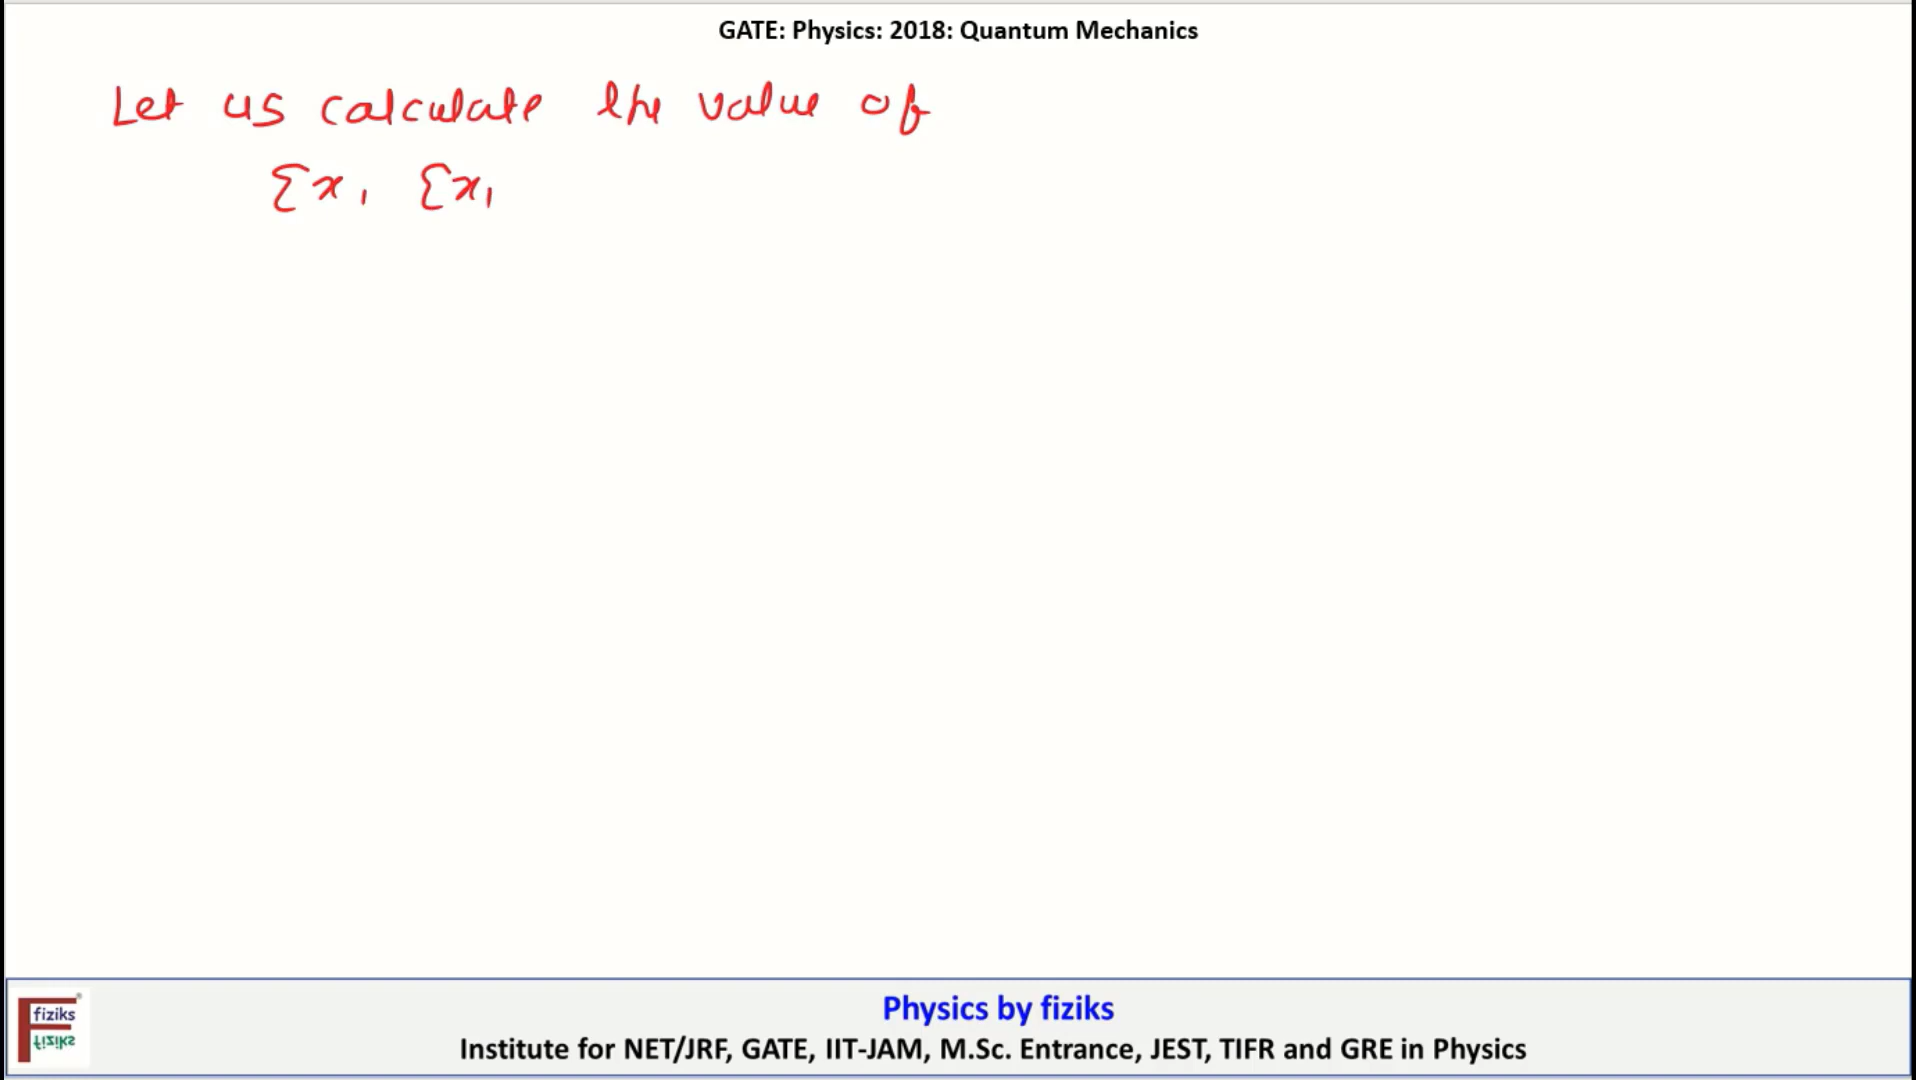 GATE: Physics: 2018: Quantum Mechanics
Let us calculate the value of
{x, {x,
fiziks
fiziks
Physics by fiziks
Institute for NET/JRF, GATE, IIT-JAM, M.Sc. Entrance, JEST, TIFR and GRE in Physics